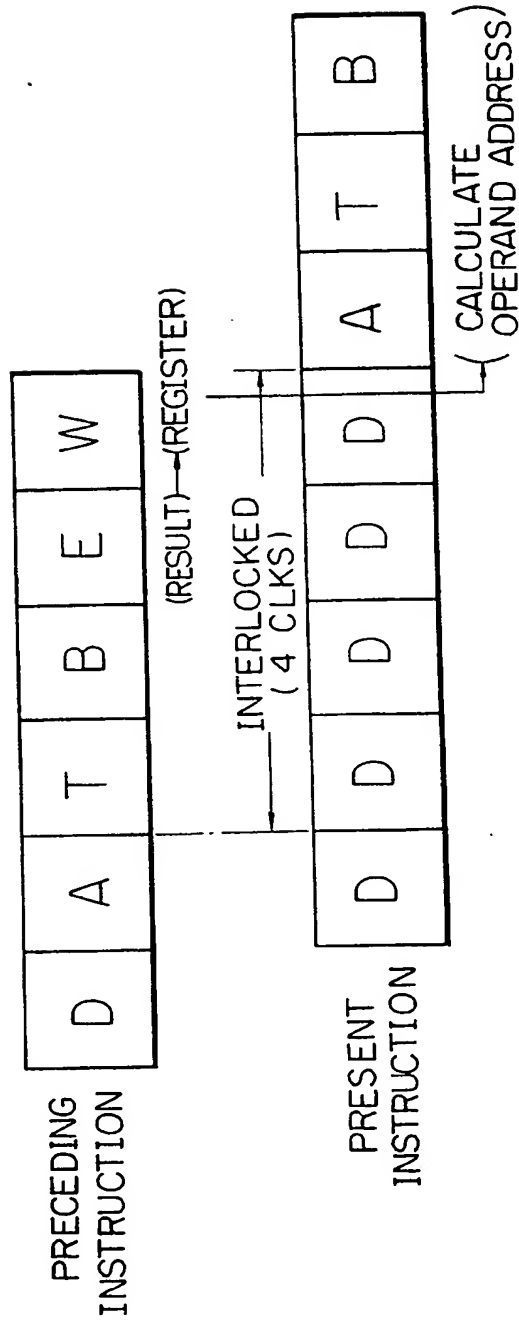 PRECEDING
INSTRUCTION
D A T B E W
(RESULT) (REGISTER)
INTERLOCKED
(4 CLKS)
PRESENT
INSTRUCTION
D D D D D A T B
(CALCULATE
OPERAND ADDRESS)